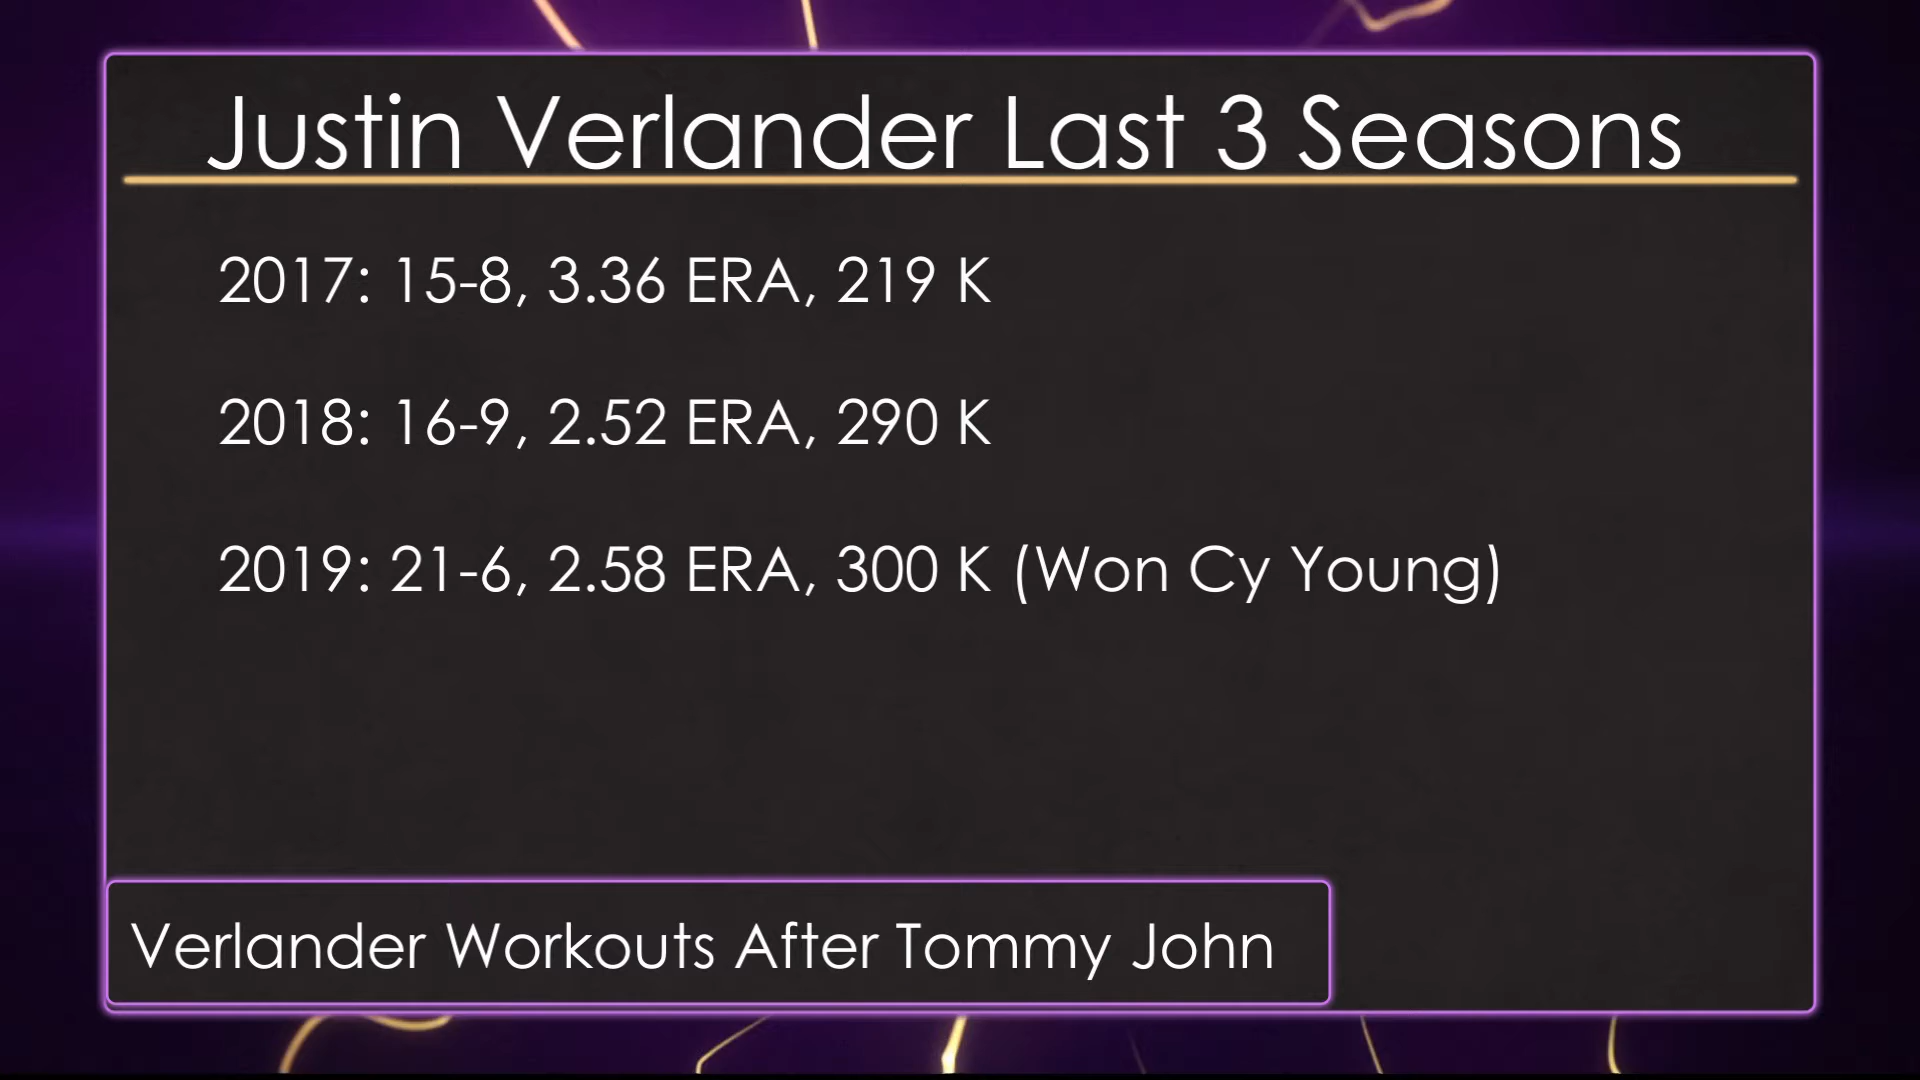 Justin Verlander Last 3 Seasons
2017: 15-8, 3.36 ERA, 219 K
2018: 16-9, 2.52 ERA, 290 K
2019: 21-6, 2.58 ERA, 300 K (Won Cy Young)
Verlander Workouts After Tommy John